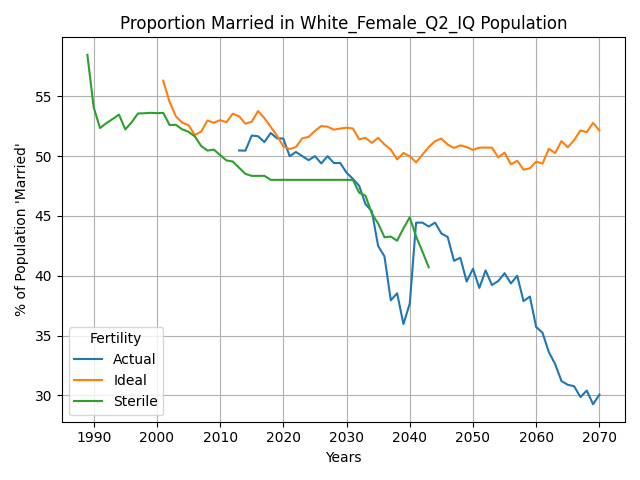 Proportion Married in White_Female_Q2_IQ Population
% of Population 'Married'
55
50
45
40
35
30
Fertility
Actual
Ideal
Sterile
1990 2000 2010 2020 2030 2040 2050 2060 2070
Years